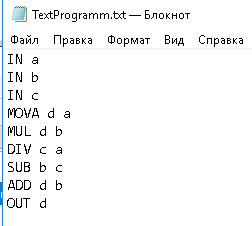 TextProgramm.txt — Блокнот
Файл Правка Формат Вид Справка
IN a
IN b
IN c
MOVA d a
MUL d b
DIV c a
SUB b c
ADD d b
OUT d